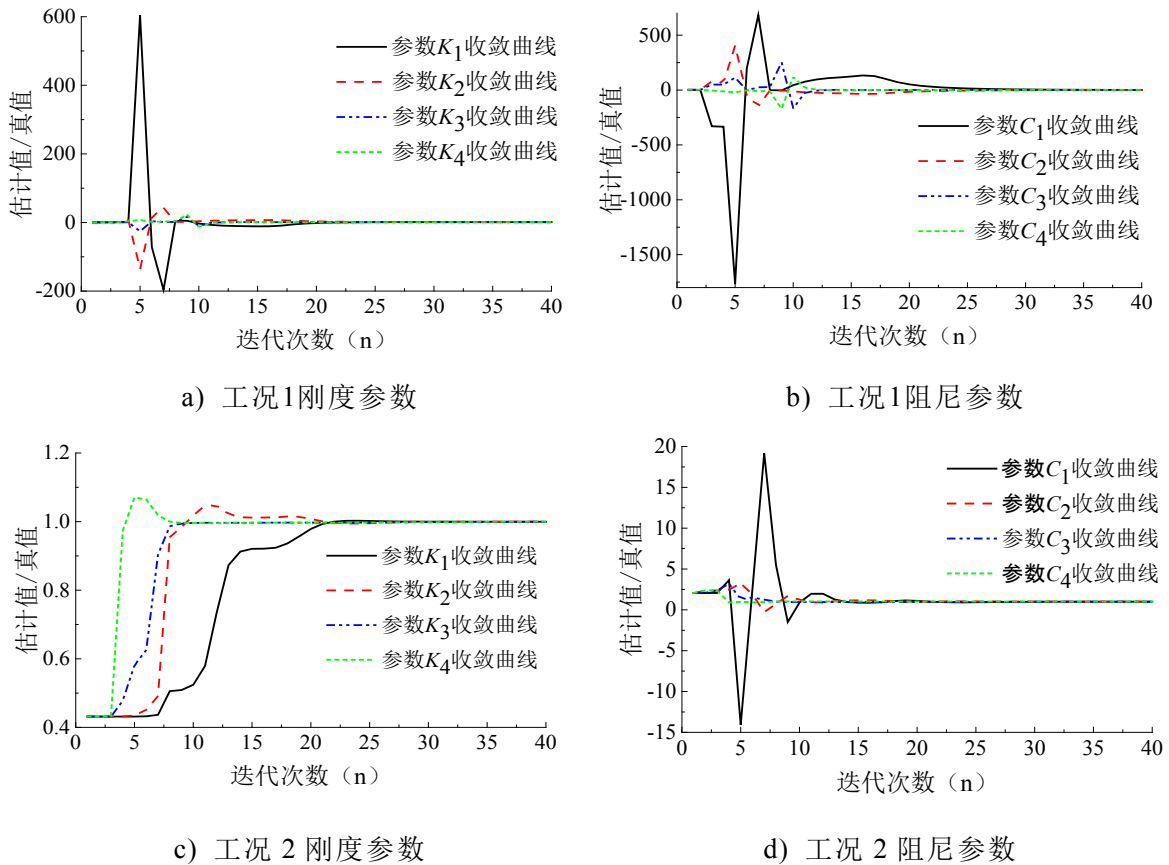 600
400
200
0
-200
0
5
10
15
20
25
30
35
40
估计值/真值
迭代次数（n）
参数K1收敛曲线
参数K2收敛曲线
参数K3收敛曲线
参数K4收敛曲线
a) 工况1刚度参数
500
0
-500
-1000
-1500
0
5
10
15
20
25
30
35
40
估计值/真值
迭代次数（n）
参数C1收敛曲线
参数C2收敛曲线
参数C3收敛曲线
参数C4收敛曲线
b) 工况1阻尼参数
1.2
1.0
0.8
0.6
0.4
0
5
10
15
20
25
30
35
40
估计值/真值
迭代次数（n）
参数K1收敛曲线
参数K2收敛曲线
参数K3收敛曲线
参数K4收敛曲线
c) 工况 2 刚度参数
20
15
10
5
0
-5
-10
-15
0
5
10
15
20
25
30
35
40
估计值/真值
迭代次数（n）
参数C1收敛曲线
参数C2收敛曲线
参数C3收敛曲线
参数C4收敛曲线
d) 工况 2 阻尼参数